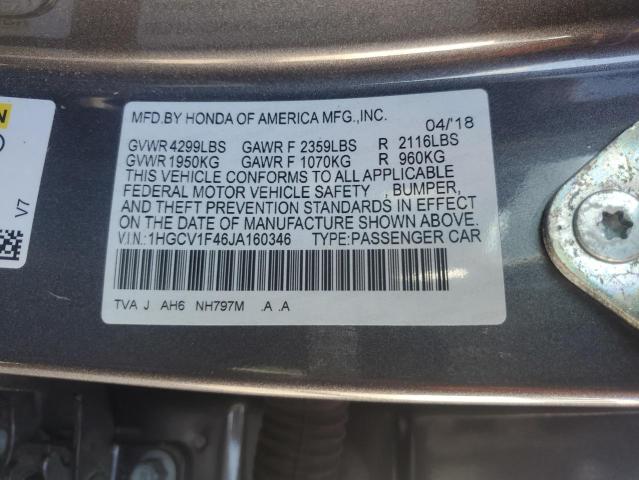 MFD.BY HONDA OF AMERICA MFG.,INC.
04/'18
GVWR 4299LBS GAWR F 2359LBS R 2116LBS
GVWR 1950KG GAWR F 1070KG R 960KG
THIS VEHICLE CONFORMS TO ALL APPLICABLE
FEDERAL MOTOR VEHICLE SAFETY , BUMPER,
AND THEFT PREVENTION STANDARDS IN EFFECT
ON THE DATE OF MANUFACTURE SHOWN ABOVE.
V.I.N.:1HGCV1F46JA160346 TYPE:PASSENGER CAR
TVA J AH6 NH797M .A .A
V7